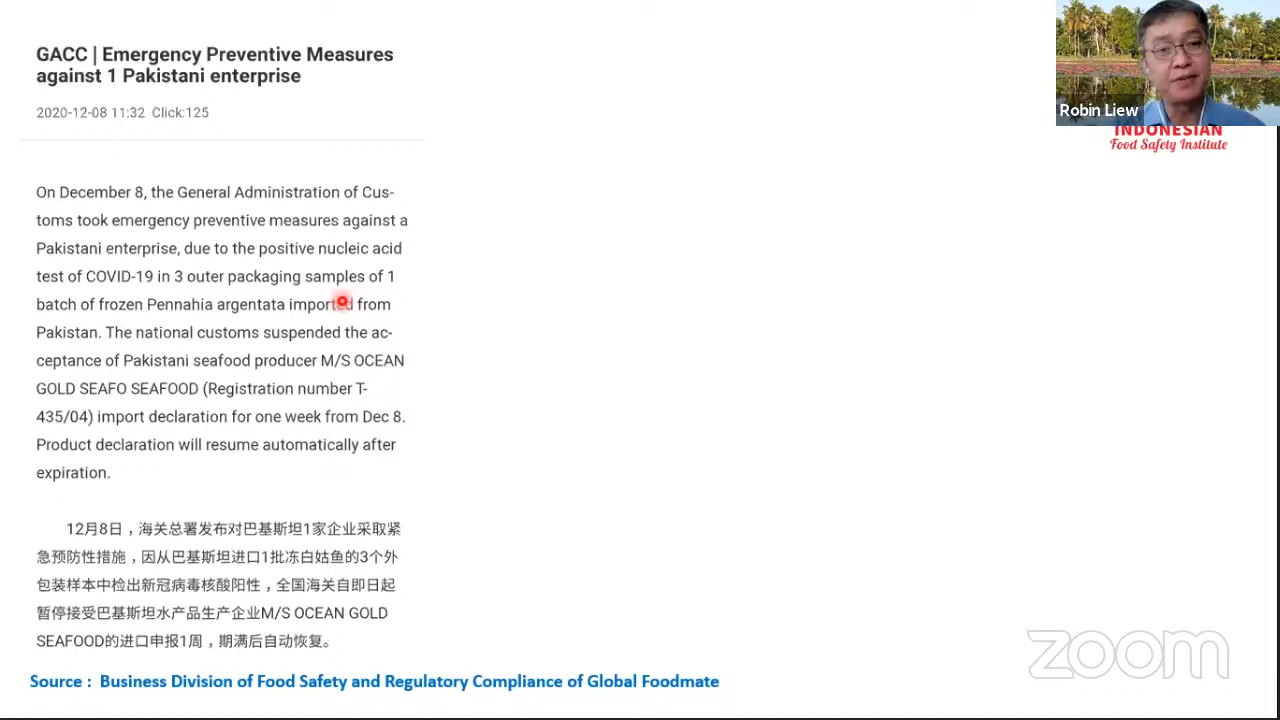 GACC | Emergency Preventive Measures
against 1 Pakistani enterprise
2020-12-08 11:32 Click:125
On December 8, the General Administration of Cus-
toms took emergency preventive measures against a
Pakistani enterprise, due to the positive nucleic acid
test of COVID-19 in 3 outer packaging samples of 1
batch of frozen Pennahia argentata imported from
Pakistan. The national customs suspended the ac-
ceptance of Pakistani seafood producer M/S OCEAN
GOLD SEAFO SEAFOOD (Registration number T-
435/04) import declaration for one week from Dec 8.
Product declaration will resume automatically after
expiration.
12月8日，海关总署发布对巴基斯坦1家企业采取紧
急预防性措施，因从巴基斯坦进口1批冻白姑鱼的3个外
包装样本中检出新冠病毒核酸阳性，全国海关自即日起
暂停接受巴基斯坦水产品生产企业M/S OCEAN GOLD
SEAFOOD的进口申报1周，期满后自动恢复。
Source : Business Division of Food Safety and Regulatory Compliance of Global Foodmate
Robin Liew
INDONESIAN
Food Safety Institute
zoom